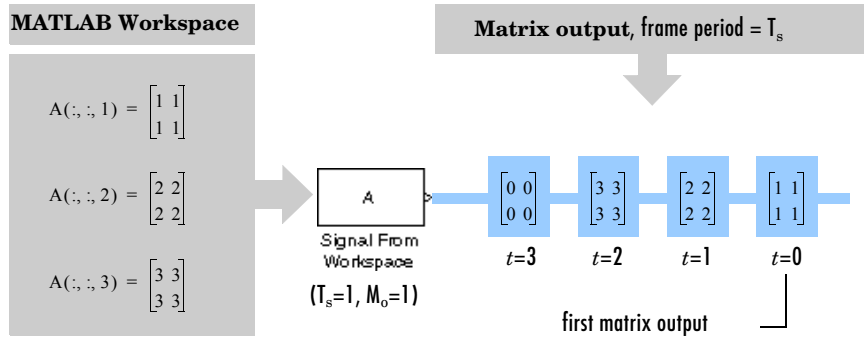 MATLAB Workspace
A(:, :, 1) = [1 1
1 1]
A(:, :, 2) = [2 2
2 2]
A(:, :, 3) = [3 3
3 3]
A
Signal From
Workspace
(Tₛ=1, Mₒ=1)
Matrix output, frame period = Tₛ
0 0
0 0
t=3
3 3
3 3
t=2
2 2
2 2
t=1
1 1
1 1
t=0
first matrix output